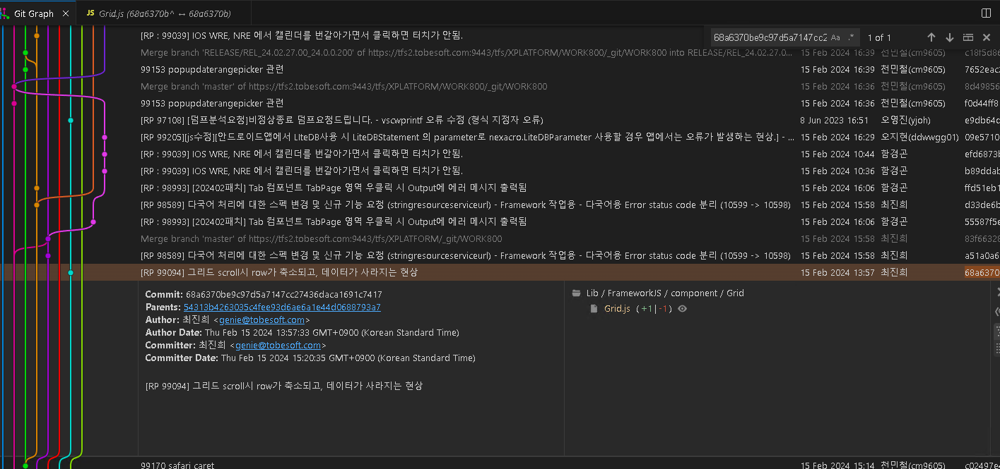 Git Graph
JS Grid.js (68a6370b^ ↔ 68a6370b)
68a6370be9c97d5a7147cc2 Aa .* 1 of 1
[RP : 99039] IOS WRE, NRE 에서 캘린더를 번갈아가면서 클릭하면 터치가 안됨.
Merge branch 'RELEASE/REL_24.02.27.00_24.0.0.200' of https://tfs2.tobesoft.com:9443/tfs/XPLATFORM/WORK800/_git/WORK800 into RELEASE/REL_24.02.27.0... 15 Feb 2024 16:39 천민철(cm9605) c18f5d86
99153 popupdaterangepicker 관련 15 Feb 2024 16:39 천민철(cm9605) 7652eac
Merge branch 'master' of https://tfs2.tobesoft.com:9443/tfs/XPLATFORM/WORK800/_git/WORK800 15 Feb 2024 16:36 천민철(cm9605) 8d49856
99153 popupdaterangepicker 관련 15 Feb 2024 16:36 천민철(cm9605) f0d44ff8
[RP 97108] [덤프분석요청]비정상종료 덤프요청드립니다. - vscwprintf 오류 수정 (형식 지정자 오류) 8 Jun 2023 16:51 오영진(yjoh) e9db64d
[RP 99205][js수정][안드로이드앱에서 LIteDB사용 시 LiteDBStatement 의 parameter로 nexacro.LiteDBParameter 사용할 경우 앱에서는 오류가 발생하는 현상.] - ... 15 Feb 2024 16:29 오지현(ddwwgg01) 09e5710
[RP : 99039] IOS WRE, NRE 에서 캘린더를 번갈아가면서 클릭하면 터치가 안됨. 15 Feb 2024 10:44 함경곤 efd6873b
[RP : 99039] IOS WRE, NRE 에서 캘린더를 번갈아가면서 클릭하면 터치가 안됨. 15 Feb 2024 10:36 함경곤 b89ddab
[RP : 98993] [202402패치] Tab 컴포넌트 TabPage 영역 우클릭 시 Output에 에러 메시지 출력됨 15 Feb 2024 16:06 함경곤 ffd51eb1
[RP 98589] 다국어 처리에 대한 스펙 변경 및 신규 기능 요청 (stringresourceserviceurl) - Framework 작업용 - 다국어용 Error status code 분리 (10599 -> 10598) 15 Feb 2024 15:58 최진희 d33de6b
[RP : 98993] [202402패치] Tab 컴포넌트 TabPage 영역 우클릭 시 Output에 에러 메시지 출력됨 15 Feb 2024 16:06 함경곤 55587f5e
Merge branch 'master' of https://tfs2.tobesoft.com:9443/tfs/XPLATFORM/_git/WORK800 15 Feb 2024 15:58 최진희 83f66328
[RP 98589] 다국어 처리에 대한 스펙 변경 및 신규 기능 요청 (stringresourceserviceurl) - Framework 작업용 - 다국어용 Error status code 분리 (10599 -> 10598) 15 Feb 2024 15:58 최진희 a51a0a6
[RP 99094] 그리드 scroll시 row가 축소되고, 데이터가 사라지는 현상 15 Feb 2024 13:57 최진희 68a6370
Commit: 68a6370be9c97d5a7147cc27436daca1691c7417
Parents: 54313b4263035c4fee93d6ae6a1e44d0688793a7
Author: 최진희 <genie@tobesoft.com>
Author Date: Thu Feb 15 2024 13:57:33 GMT+0900 (Korean Standard Time)
Committer: 최진희 <genie@tobesoft.com>
Committer Date: Thu Feb 15 2024 15:20:35 GMT+0900 (Korean Standard Time)
[RP 99094] 그리드 scroll시 row가 축소되고, 데이터가 사라지는 현상
Lib / FrameworkJS / component / Grid
Grid.js (+1|-1)
99170 safari caret 15 Feb 2024 15:14 천민철(cm9605) c02497e